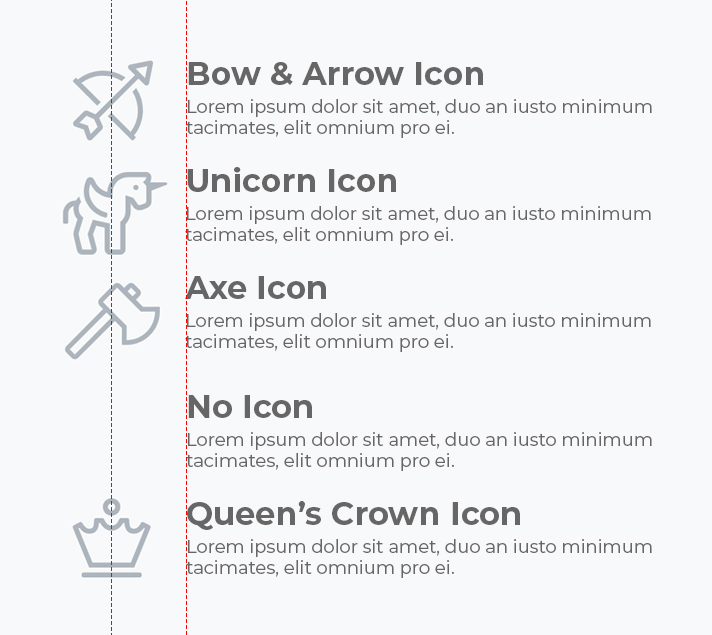 Bow & Arrow Icon
Lorem ipsum dolor sit amet, duo an iusto minimum
tacimates, elit omnium pro ei.
Unicorn Icon
Lorem ipsum dolor sit amet, duo an iusto minimum
tacimates, elit omnium pro ei.
Axe Icon
Lorem ipsum dolor sit amet, duo an iusto minimum
tacimates, elit omnium pro ei.
No Icon
Lorem ipsum dolor sit amet, duo an iusto minimum
tacimates, elit omnium pro ei.
Queen’s Crown Icon
Lorem ipsum dolor sit amet, duo an iusto minimum
tacimates, elit omnium pro ei.